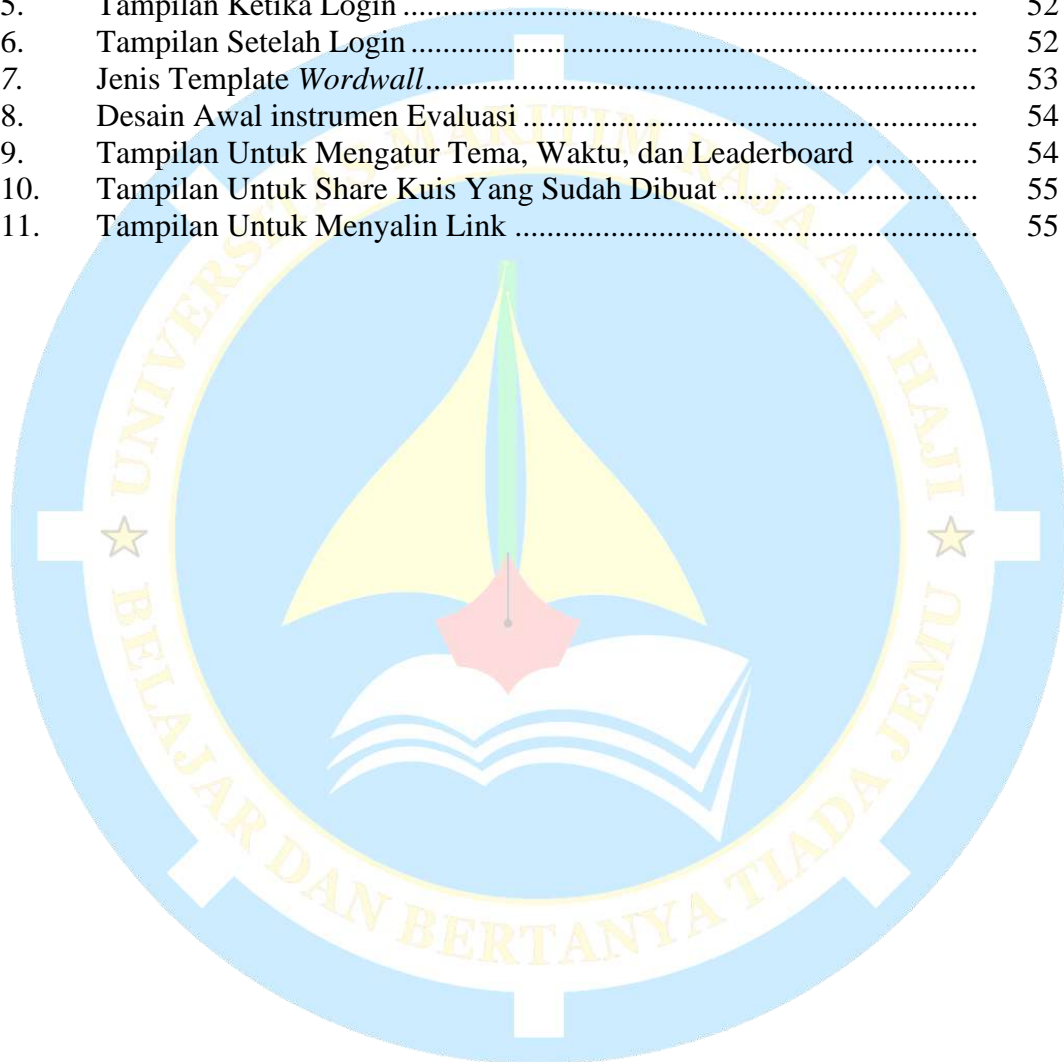 5. Tampilan Ketika Login ........................................................................ 52
6. Tampilan Setelah Login ....................................................................... 52
7. Jenis Template Wordwall..................................................................... 53
8. Desain Awal instrumen Evaluasi ......................................................... 54
9. Tampilan Untuk Mengatur Tema, Waktu, dan Leaderboard .............. 54
10. Tampilan Untuk Share Kuis Yang Sudah Dibuat ................................ 55
11. Tampilan Untuk Menyalin Link .......................................................... 55
UNIVERSITAS MARITIM RAJA ALI HAJI
BELAJAR DAN BERTANYA TIADA JEMU